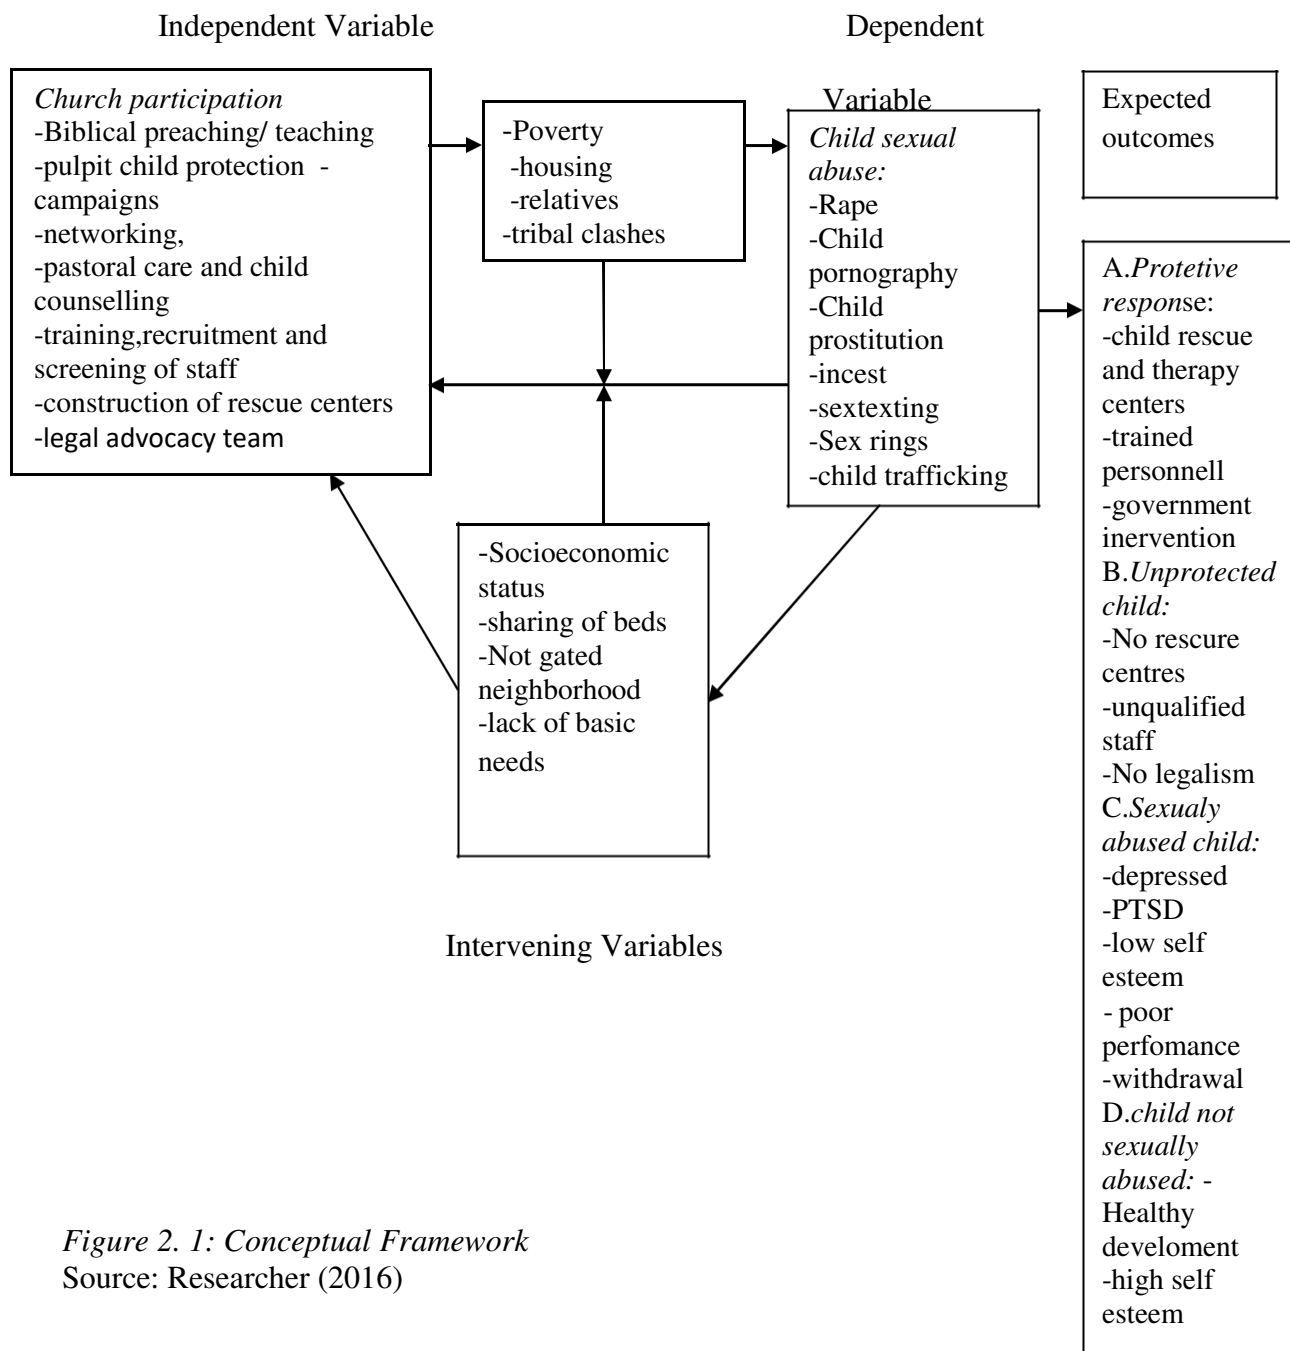 Independent Variable
Dependent
Variable
Church participation
-Biblical preaching/ teaching
-pulpit child protection -
campaigns
-networking,
-pastoral care and child
counselling
-training,recruitment and
screening of staff
-construction of rescue centers
-legal advocacy team
-Poverty
-housing
-relatives
-tribal clashes
Child sexual
abuse:
-Rape
-Child
pornography
-Child
prostitution
-incest
-sextexting
-Sex rings
-child trafficking
Expected
outcomes
A.Protetive
response:
-child rescue
and therapy
centers
-trained
personnell
-government
inervention
B.Unprotected
child:
-No rescure
centres
-unqualified
staff
-No legalism
C.Sexualy
abused child:
-depressed
-PTSD
-low self
esteem
- poor
perfomance
-withdrawal
D.child not
sexually
abused: -
Healthy
develoment
-high self
esteem
-Socioeconomic
status
-sharing of beds
-Not gated
neighborhood
-lack of basic
needs
Intervening Variables
Figure 2. 1: Conceptual Framework
Source: Researcher (2016)